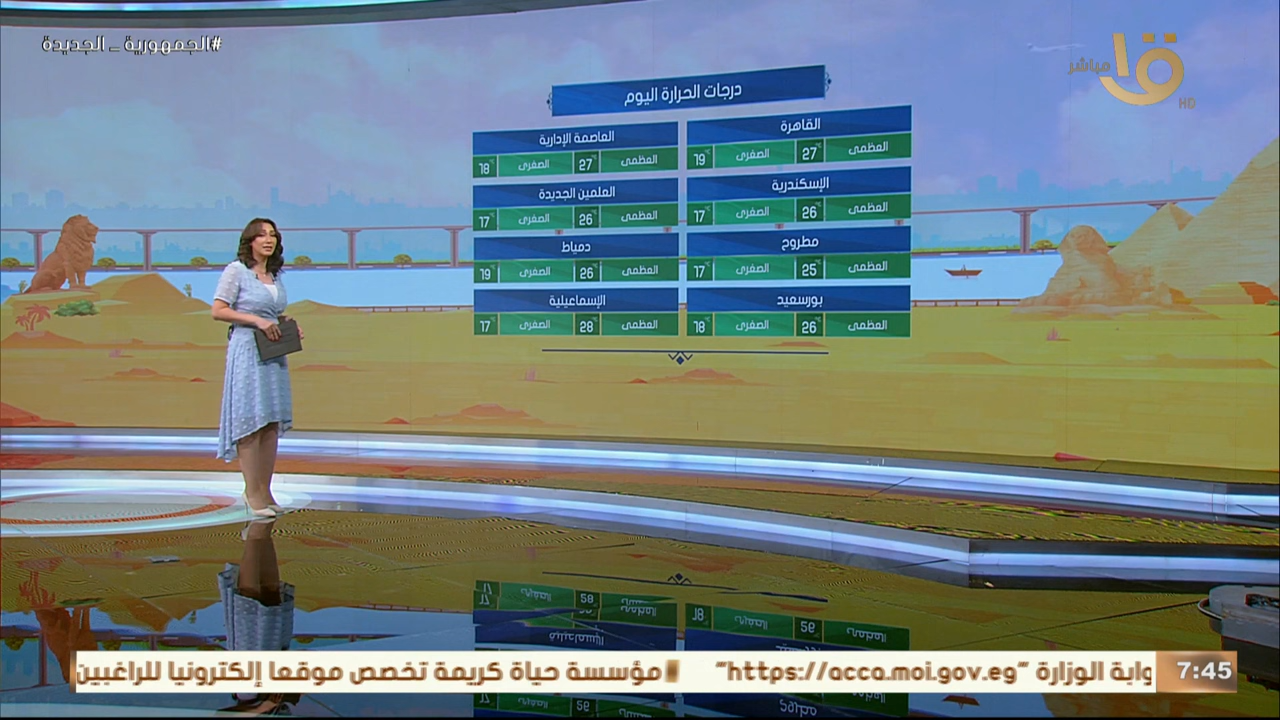 #الجمهورية_الجديدة
مباشر
HD
درجات الحرارة اليوم
القاهرة
العظمى 27°C الصغرى 19°C
العاصمة الإدارية
العظمى 27°C الصغرى 18°C
الإسكندرية
العظمى 26°C الصغرى 17°C
العلمين الجديدة
العظمى 26°C الصغرى 17°C
مطروح
العظمى 25°C الصغرى 17°C
دمياط
العظمى 26°C الصغرى 19°C
بورسعيد
العظمى 26°C الصغرى 18°C
الإسماعيلية
العظمى 28°C الصغرى 17°C
7:45
وابة الوزارة "https://acca.moi.gov.eg" مؤسسة حياة كريمة تخصص موقعا إلكترونيا للراغبين